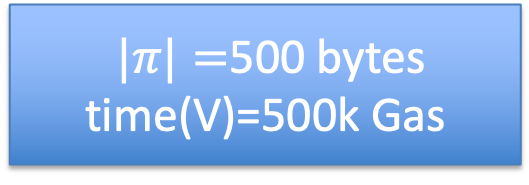 |π| =500 bytes
time(V)=500k Gas